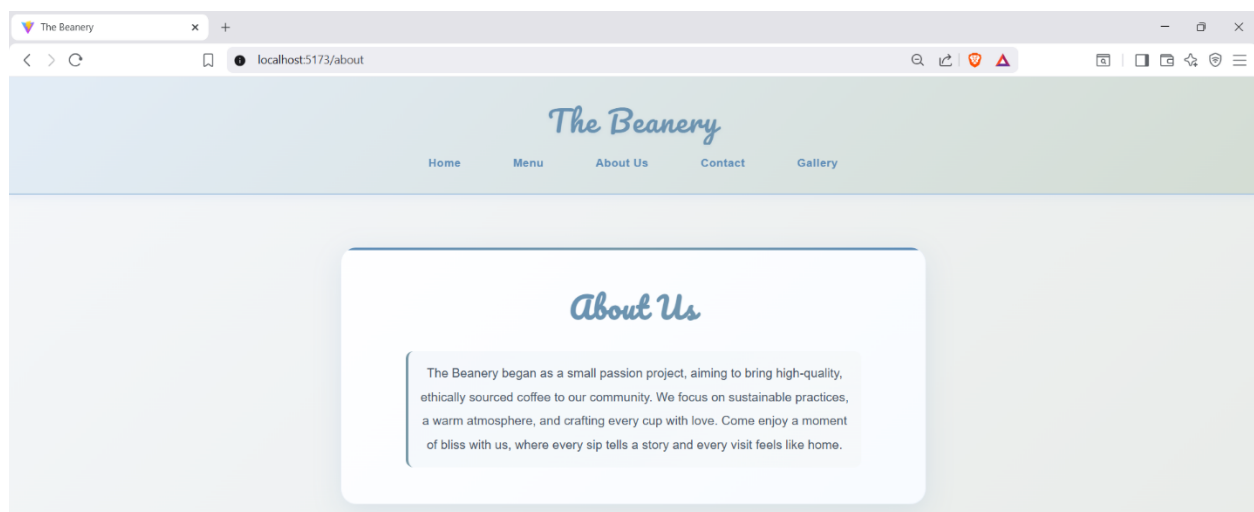 The Beanery
localhost:5173/about
The Beanery
Home Menu About Us Contact Gallery
About Us
The Beanery began as a small passion project, aiming to bring high-quality,
ethically sourced coffee to our community. We focus on sustainable practices,
a warm atmosphere, and crafting every cup with love. Come enjoy a moment
of bliss with us, where every sip tells a story and every visit feels like home.